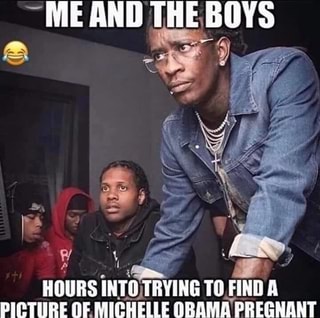 ME AND THE BOYS
HOURS INTO TRYING TO FIND A
PICTURE OF MICHELLE OBAMA PREGNANT